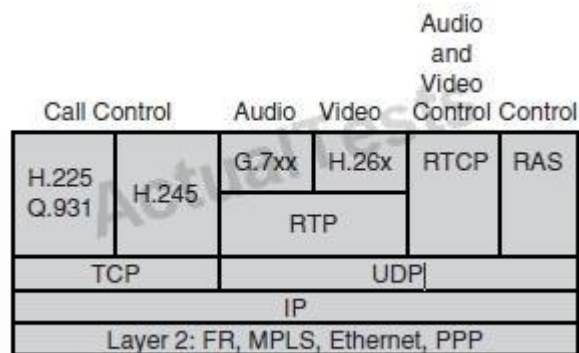 Audio
and
Video
Call Control Audio Video Control Control
H.225
Q.931
H.245
G.7xx
H.26x
RTCP
RAS
RTP
TCP
UDP
IP
Layer 2: FR, MPLS, Ethernet, PPP
ActualTests